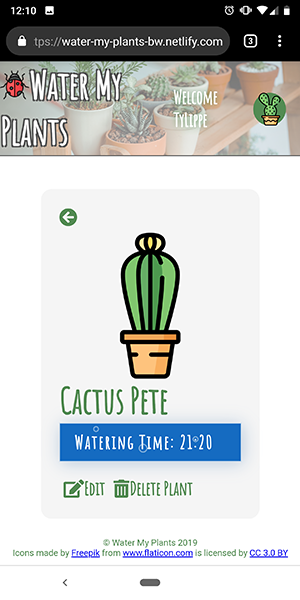 12:10
tps://water-my-plants-bw.netlify.com
3
Water My
Plants
Welcome
Tylippe
Cactus Pete
Watering Time: 21:20
Edit
Delete Plant
© Water My Plants 2019
Icons made by Freepik from www.flaticon.com is licensed by CC 3.0 BY